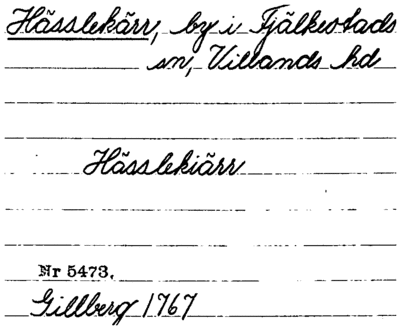 Hässlekärr, by i Fjälkestads
sn, Villands hd
Hässlekiärr
Nr 5473.
Gillberg 1767